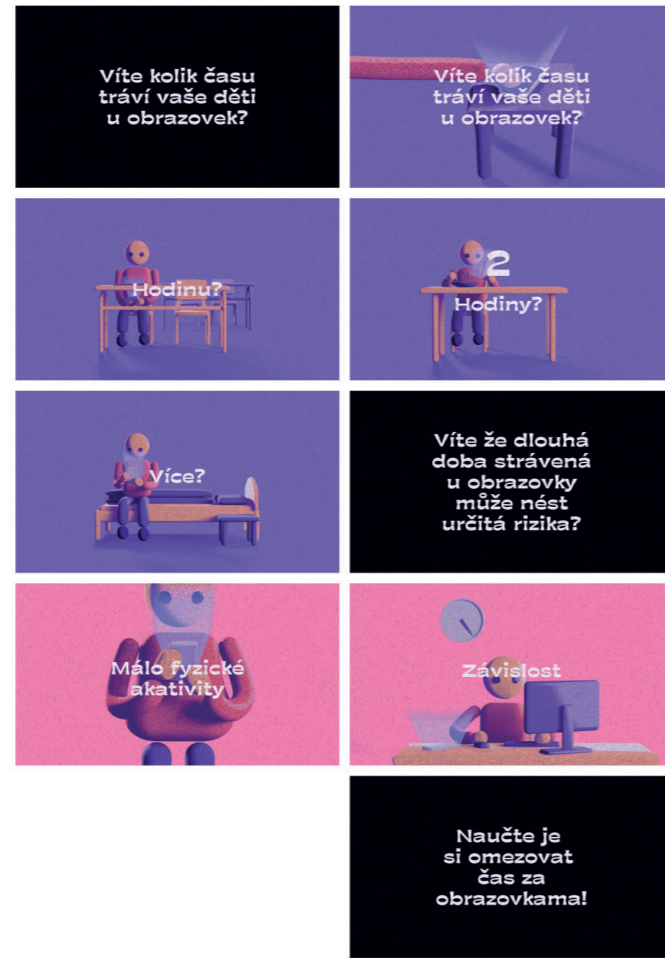 Víte kolik času
tráví vaše děti
u obrazovek?
Víte kolik času
tráví vaše děti
u obrazovek?
Hodinu?
2
Hodiny?
Více?
Víte že dlouhá
doba strávená
u obrazovky
může nést
určitá rizika?
Málo fyzické
akativity
Závislost
Naučte je
si omezovat
čas za
obrazovkama!